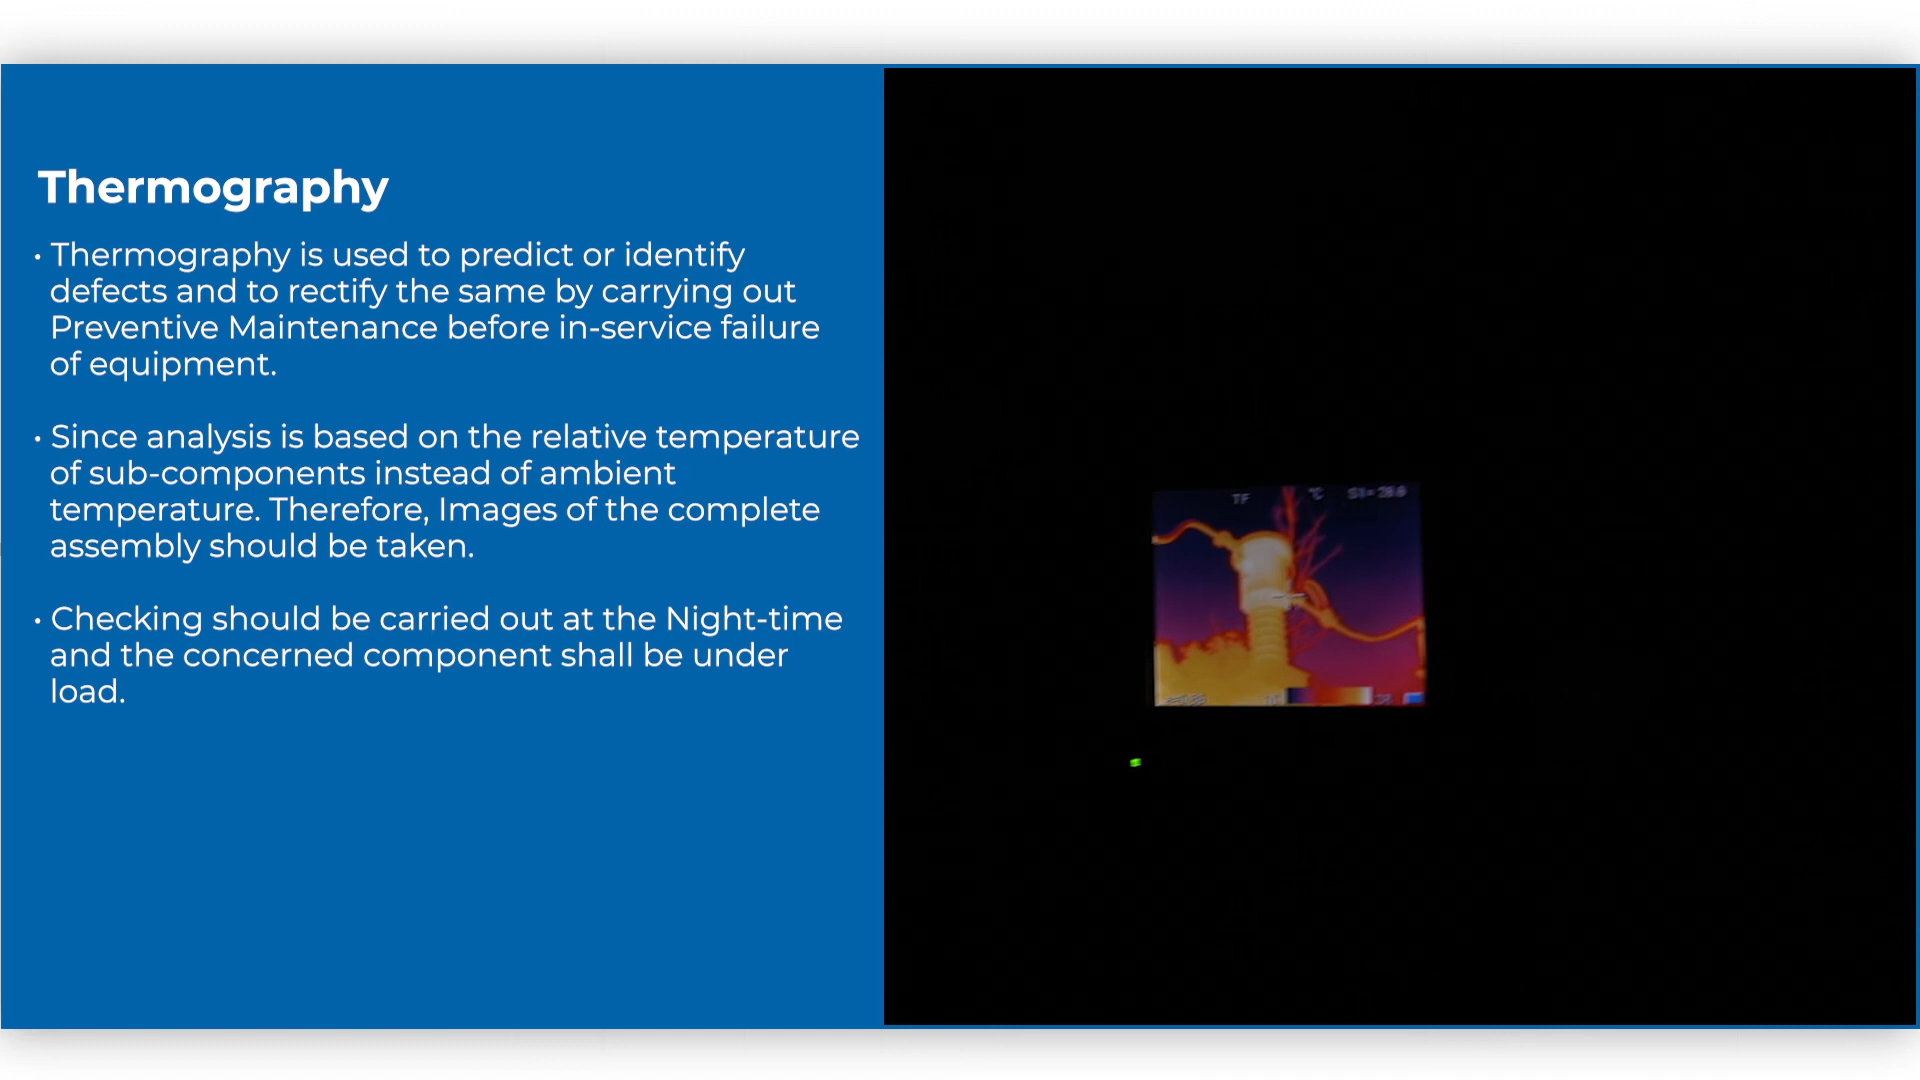 Thermography
• Thermography is used to predict or identify
defects and to rectify the same by carrying out
Preventive Maintenance before in-service failure
of equipment.
• Since analysis is based on the relative temperature
of sub-components instead of ambient
temperature. Therefore, Images of the complete
assembly should be taken.
• Checking should be carried out at the Night-time
and the concerned component shall be under
load.
TF °C